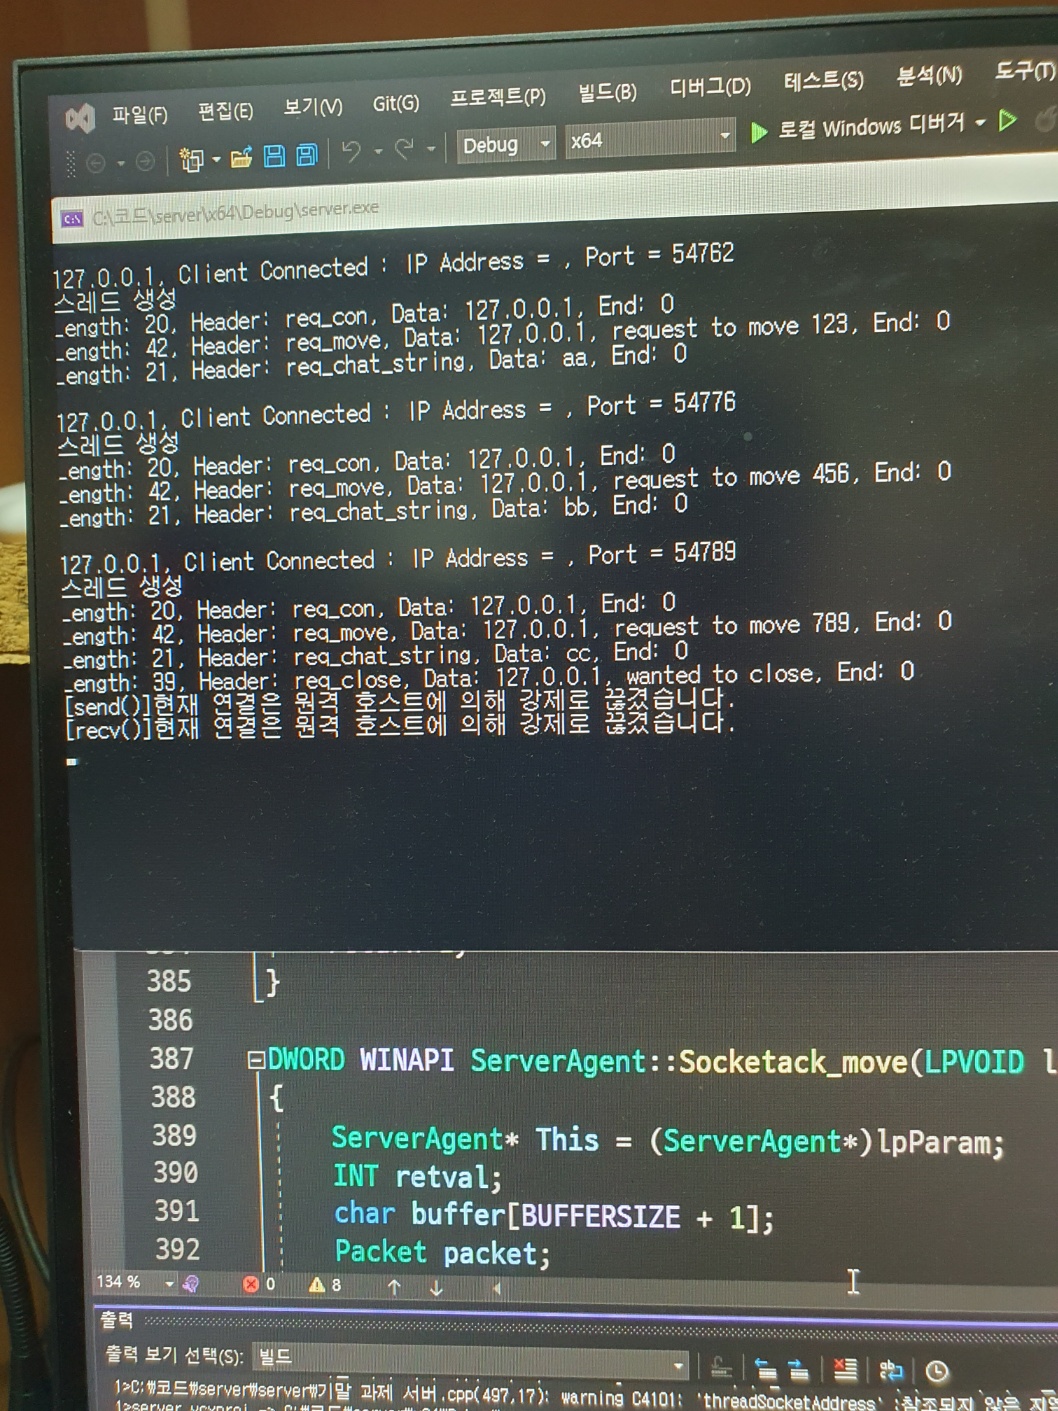 파일(F) 편집(E) 보기(V) Git(G) 프로젝트(P) 빌드(B) 디버그(D) 테스트(S) 분석(N) 도구(T)
Debug x64 로컬 Windows 디버거
C:\코드\server\x64\Debug\server.exe
127.0.0.1, Client Connected : IP Address = , Port = 54762
스레드 생성
_ength: 20, Header: req_con, Data: 127.0.0.1, End: 0
_ength: 42, Header: req_move, Data: 127.0.0.1, request to move 123, End: 0
_ength: 21, Header: req_chat_string, Data: aa, End: 0
127.0.0.1, Client Connected : IP Address = , Port = 54776
스레드 생성
_ength: 20, Header: req_con, Data: 127.0.0.1, End: 0
_ength: 42, Header: req_move, Data: 127.0.0.1, request to move 456, End: 0
_ength: 21, Header: req_chat_string, Data: bb, End: 0
127.0.0.1, Client Connected : IP Address = , Port = 54789
스레드 생성
_ength: 20, Header: req_con, Data: 127.0.0.1, End: 0
_ength: 42, Header: req_move, Data: 127.0.0.1, request to move 789, End: 0
_ength: 21, Header: req_chat_string, Data: cc, End: 0
_ength: 39, Header: req_close, Data: 127.0.0.1, wanted to close, End: 0
[send()]현재 연결은 원격 호스트에 의해 강제로 끊겼습니다.
[recv()]현재 연결은 원격 호스트에 의해 강제로 끊겼습니다.
385 }
386
387 DWORD WINAPI ServerAgent::Socketack_move(LPVOID l
388 {
389 ServerAgent* This = (ServerAgent*)lpParam;
390 INT retval;
391 char buffer[BUFFERSIZE + 1];
392 Packet packet;
134 % 0 8
출력
출력 보기 선택(S): 빌드
1>C:₩코드₩server₩server₩기말 과제 서버.cpp(497,17): warning C4101: 'threadSocketAddress' :참조되지 않은